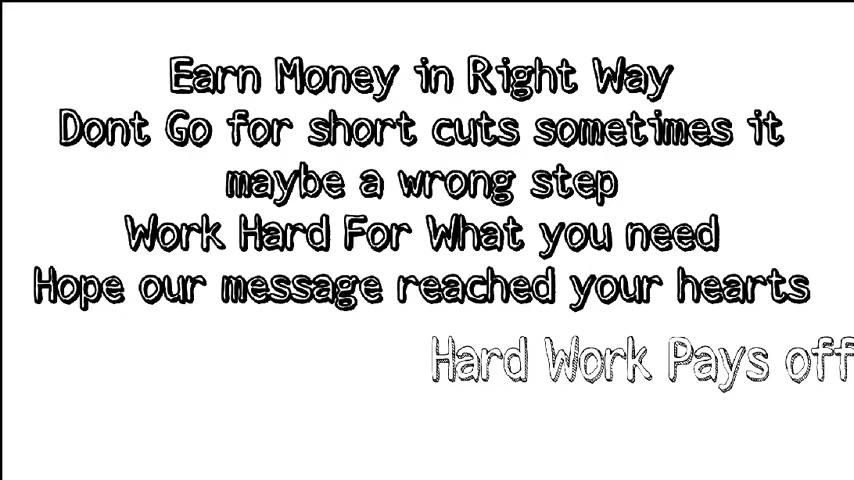 Earn Money in Right Way
Dont Go for short cuts sometimes it
maybe a wrong step
Work Hard For What you need
Hope our message reached your hearts
Hard Work Pays off